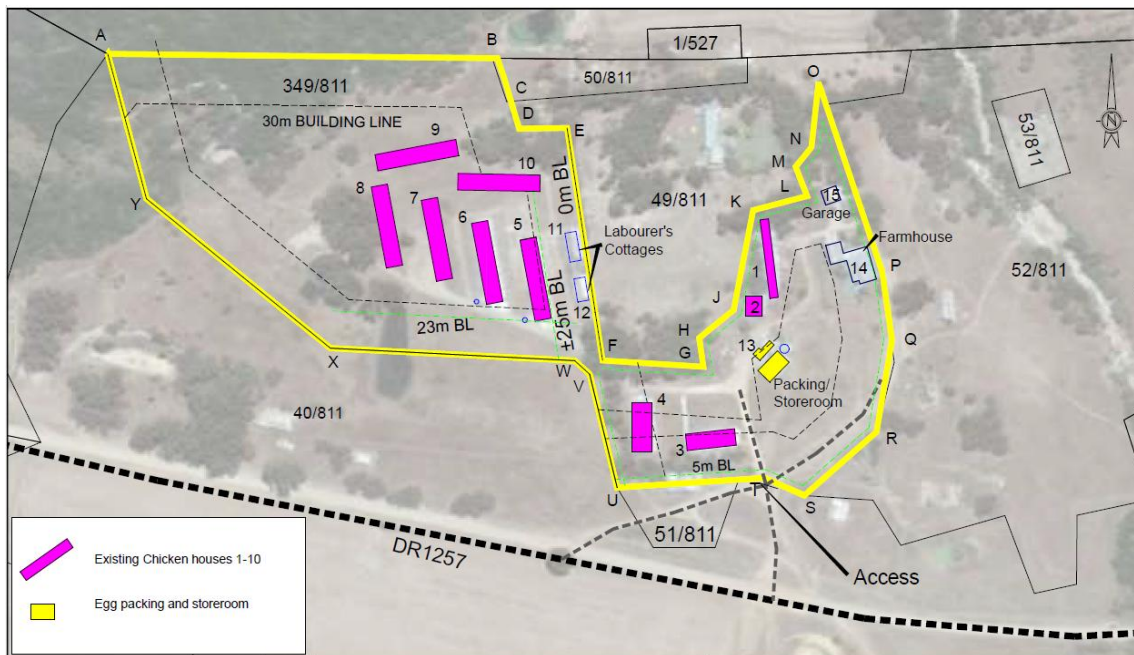 A
B
1/527
O
349/811
C
50/811
30m BUILDING LINE
D
E
N
53/811
N
9
M
10
0m BL
L
15
8
7
49/811
K
Garage
Y
6
5
11
Labourer's
Cottages
Farmhouse
14
P
1
52/811
12
J
2
23m BL
±25m BL
H
Q
X
F
G
13
W
V
Packing/
Storeroom
40/811
4
3
R
5m BL
U
T
S
51/811
DR1257
Access
Existing Chicken houses 1-10
Egg packing and storeroom